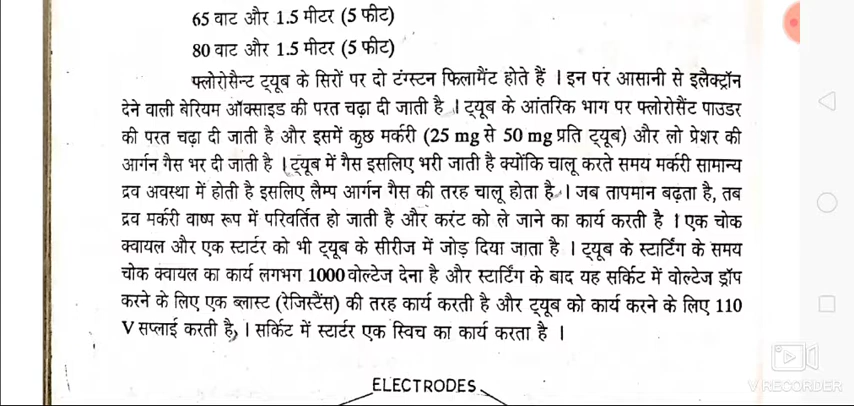 65 वाट और 1.5 मीटर (5 फीट)
80 वाट और 1.5 मीटर (5 फीट)
फ्लोरोसैन्ट ट्यूब के सिरों पर दो टंग्स्टन फिलामैंट होते हैं । इन पर आसानी से इलैक्ट्रॉन
देने वाली बेरियम ऑक्साइड की परत चढ़ा दी जाती है । ट्यूब के आंतरिक भाग पर फ्लोरोसैंट पाउडर
की परत चढ़ा दी जाती है और इसमें कुछ मर्करी (25 mg से 50 mg प्रति ट्यूब) और लो प्रेशर की
आर्गन गैस भर दी जाती है । ट्यूब में गैस इसलिए भरी जाती है क्योंकि चालू करते समय मर्करी सामान्य
द्रव अवस्था में होती है इसलिए लैम्प आर्गन गैस की तरह चालू होता है । जब तापमान बढ़ता है, तब
द्रव मर्करी वाष्प रूप में परिवर्तित हो जाती है और करंट को ले जाने का कार्य करती है । एक चोक
क्वायल और एक स्टार्टर को भी ट्यूब के सीरीज में जोड़ दिया जाता है । ट्यूब के स्टार्टिंग के समय
चोक क्वायल का कार्य लगभग 1000 वोल्टेज देना है और स्टार्टिंग के बाद यह सर्किट में वोल्टेज ड्रॉप
करने के लिए एक ब्लास्ट (रेजिस्टैंस) की तरह कार्य करती है और ट्यूब को कार्य करने के लिए 110
V सप्लाई करती है, । सर्किट में स्टार्टर एक स्विच का कार्य करता है ।
V RECORDER
ELECTRODES